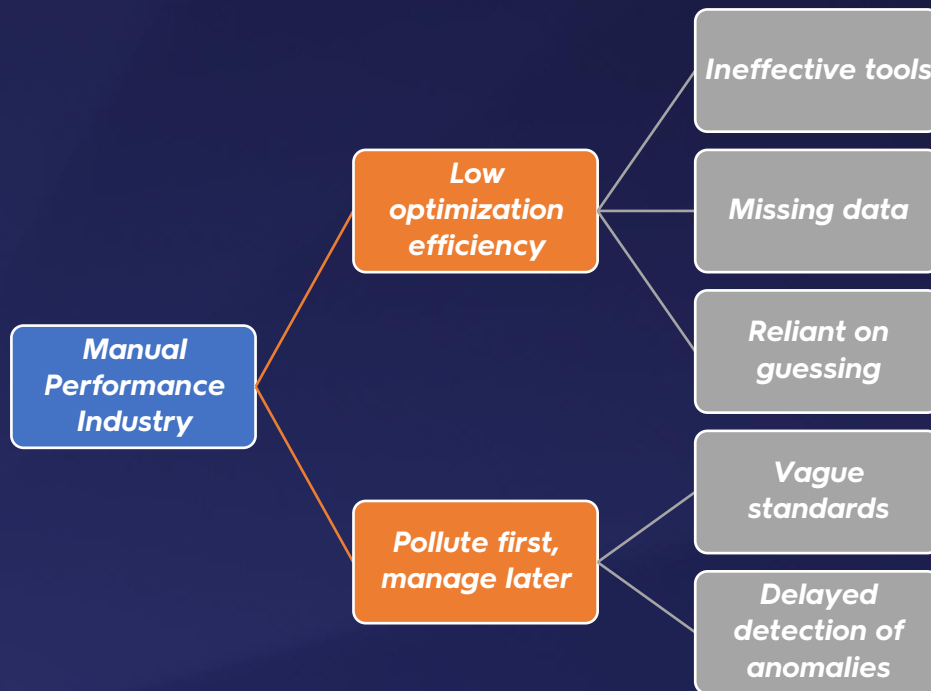 Ineffective tools
Low
optimization
efficiency
Missing data
Reliant on
guessing
Manual
Performance
Industry
Vague
standards
Pollute first,
manage later
Delayed
detection of
anomalies